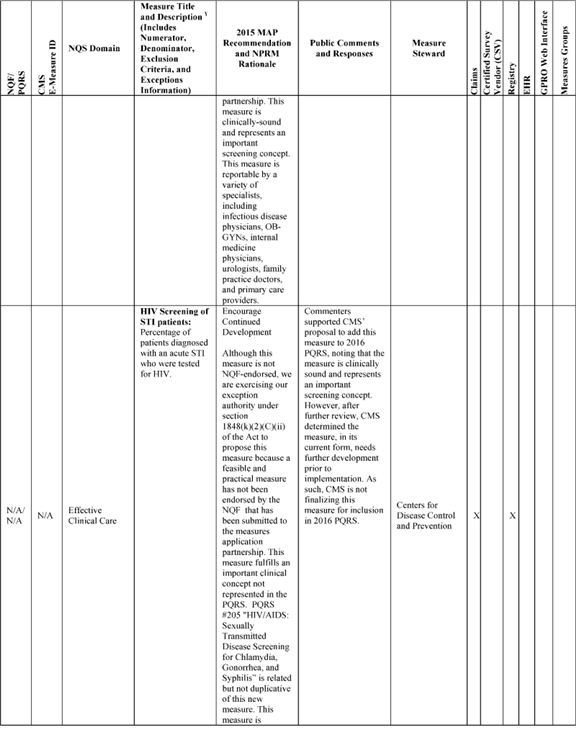 NQF/
PQRS
CMS
E-Measure ID
NQS Domain
Measure Title
and Description ¥
(Includes
Numerator,
Denominator,
Exclusion
Criteria, and
Exceptions
Information)
2015 MAP
Recommendation
and NPRM
Rationale
Public Comments
and Responses
Measure
Steward
Claims
Certified Survey
Vendor (CSV)
Registry
EHR
GPRO Web Interface
Measures Groups
partnership. This
measure is
clinically-sound
and represents an
important
screening concept.
This measure is
reportable by a
variety of
specialists,
including
infectious disease
physicians, OB-
GYNs, internal
medicine
physicians,
urologists, family
practice doctors,
and primary care
providers.
N/A/
N/A
N/A
Effective
Clinical Care
HIV Screening of
STI patients:
Percentage of
patients diagnosed
with an acute STI
who were tested
for HIV.
Encourage
Continued
Development
Although this
measure is not
NQF-endorsed, we
are exercising our
exception
authority under
section
1848(k)(2)(C)(ii)
of the Act to
propose this
measure because a
feasible and
practical measure
has not been
endorsed by the
NQF that has
been submitted to
the measures
application
partnership. This
measure fulfills an
important clinical
concept not
represented in the
PQRS. PQRS
#205 "HIV/AIDS:
Sexually
Transmitted
Disease Screening
for Chlamydia,
Gonorrhea, and
Syphilis" is related
but not duplicative
of this new
measure. This
measure is
Commenters
supported CMS'
proposal to add this
measure to 2016
PQRS, noting that the
measure is clinically
sound and represents
an important
screening concept.
However, after
further review, CMS
determined the
measure, in its
current form, needs
further development
prior to
implementation. As
such, CMS is not
finalizing this
measure for inclusion
in 2016 PQRS.
Centers for
Disease Control
and Prevention
X
X